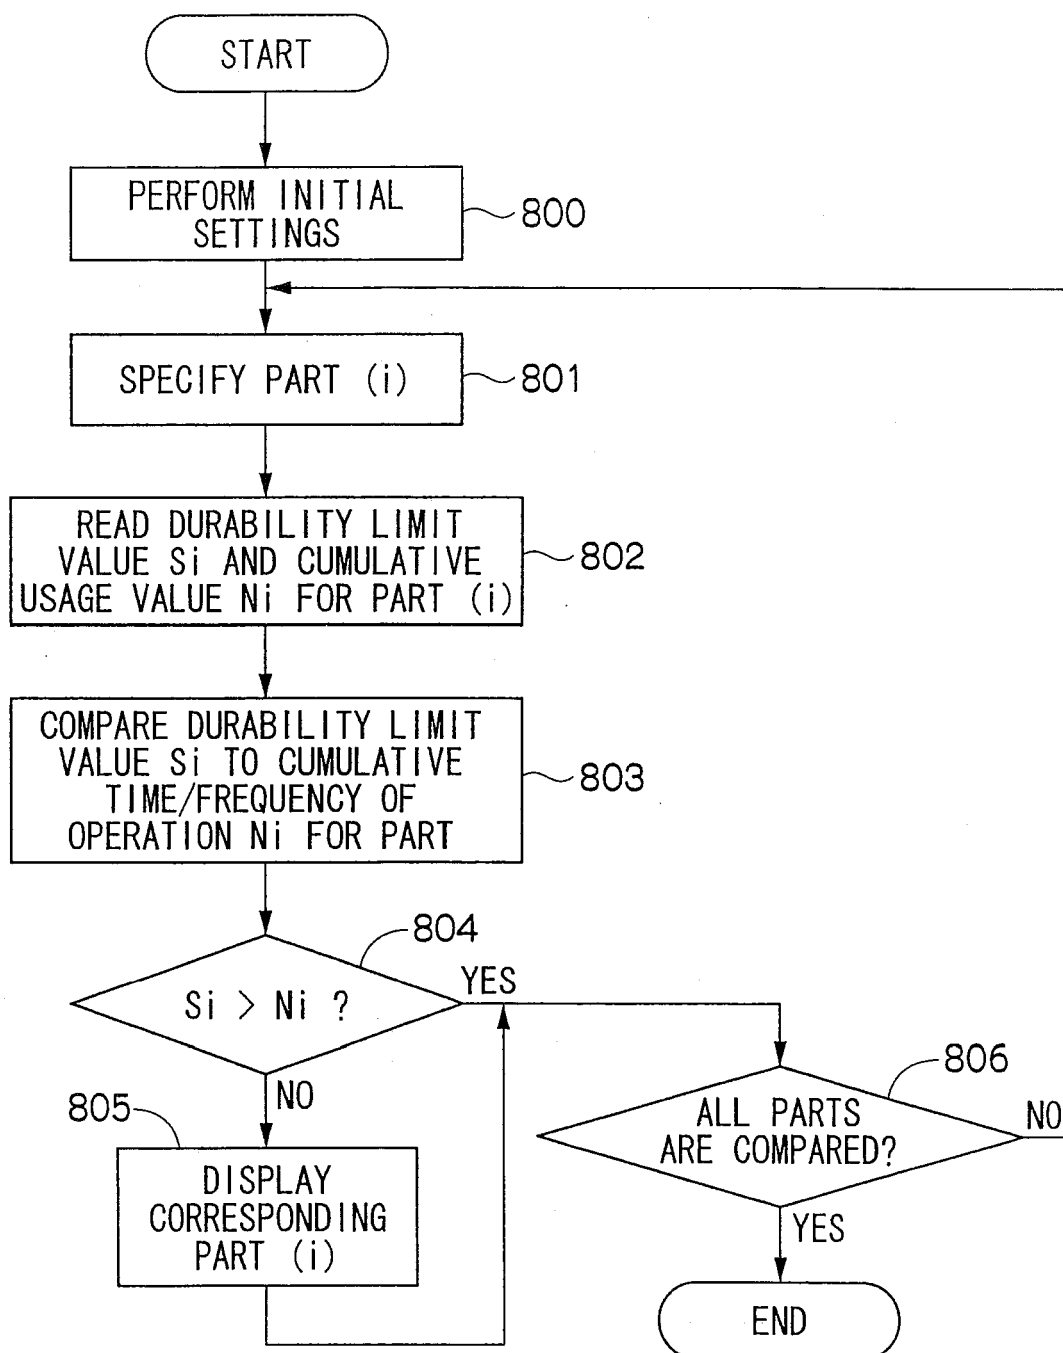 START
PERFORM INITIAL
SETTINGS
800
SPECIFY PART (i)
801
READ DURABILITY LIMIT
VALUE Si AND CUMULATIVE
USAGE VALUE Ni FOR PART (i)
802
COMPARE DURABILITY LIMIT
VALUE Si TO CUMULATIVE
TIME/FREQUENCY OF
OPERATION Ni FOR PART
803
804
Si > Ni ?
YES
NO
805
DISPLAY
CORRESPONDING
PART (i)
806
ALL PARTS
ARE COMPARED?
NO
YES
END